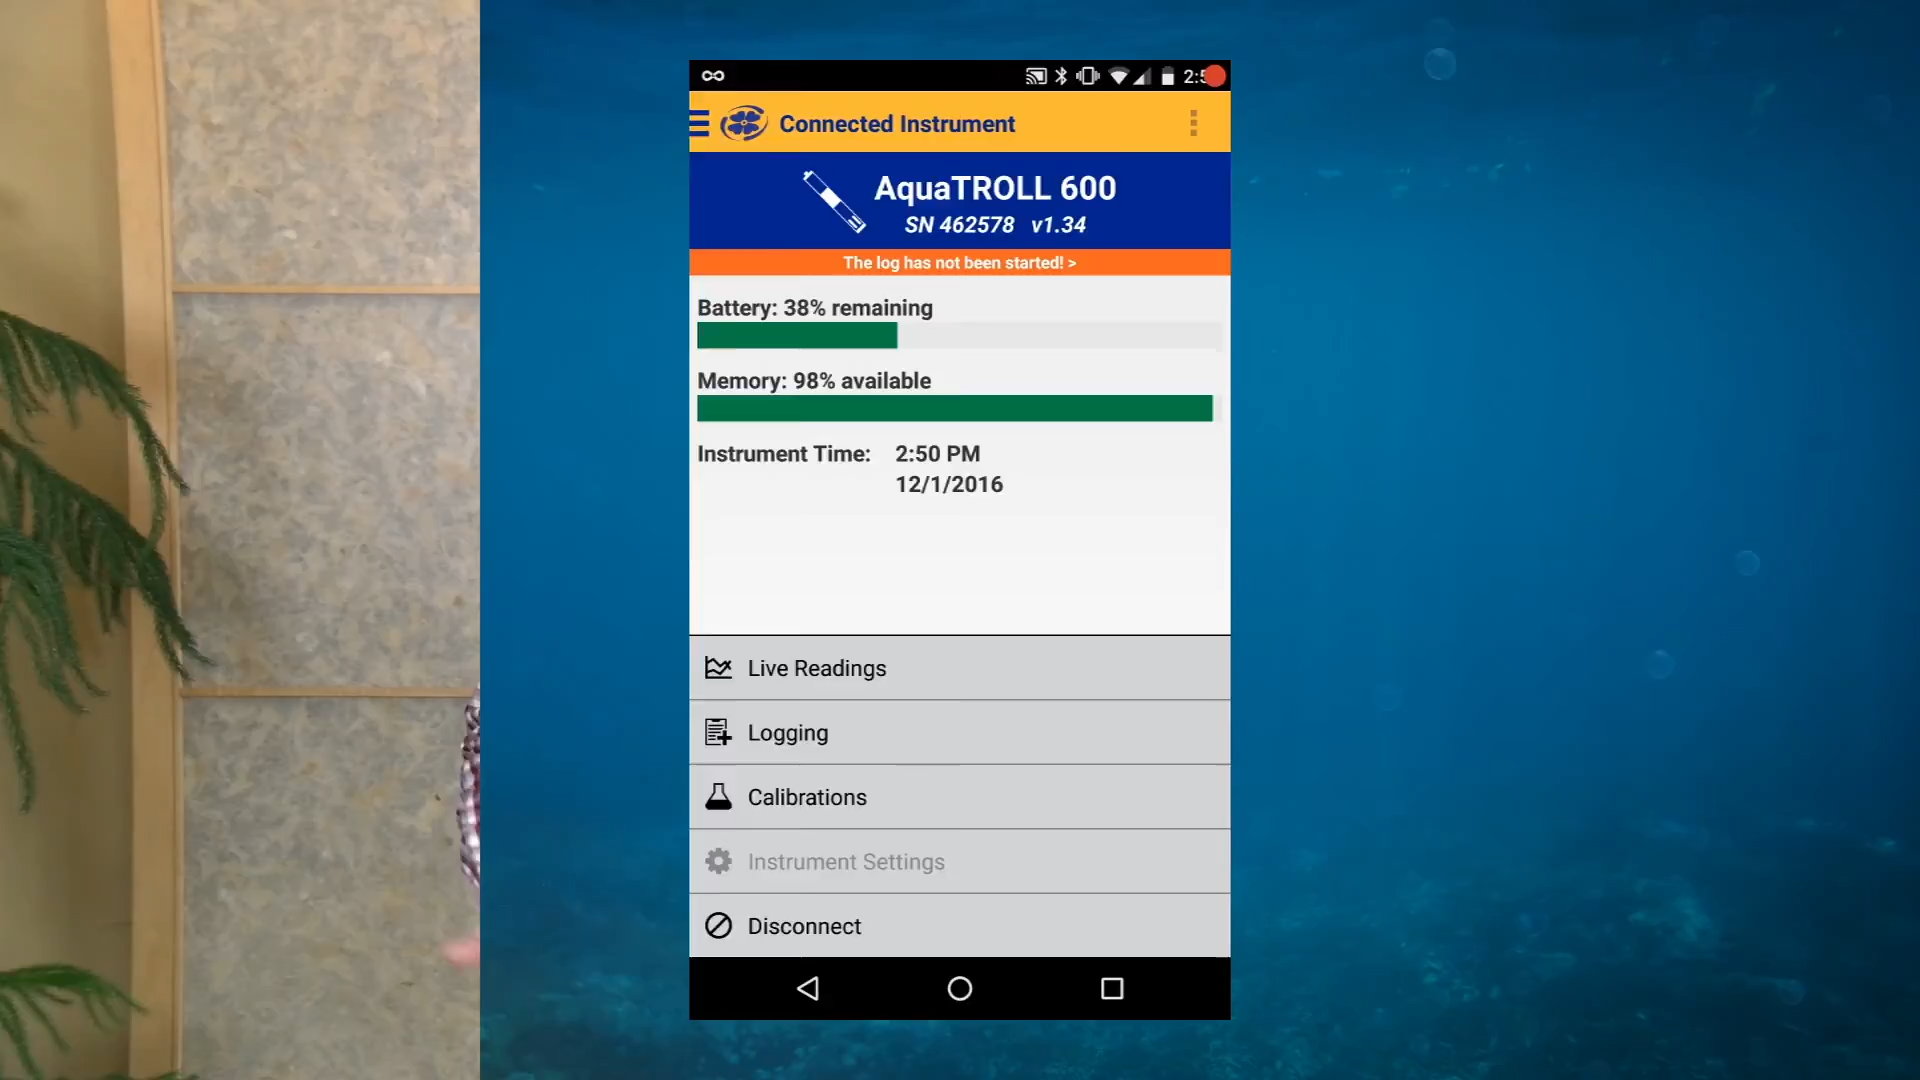 Connected Instrument
AquaTROLL 600
SN 462578 v1.34
The log has not been started! >
Battery: 38% remaining
Memory: 98% available
Instrument Time: 2:50 PM
12/1/2016
Live Readings
Logging
Calibrations
Instrument Settings
Disconnect